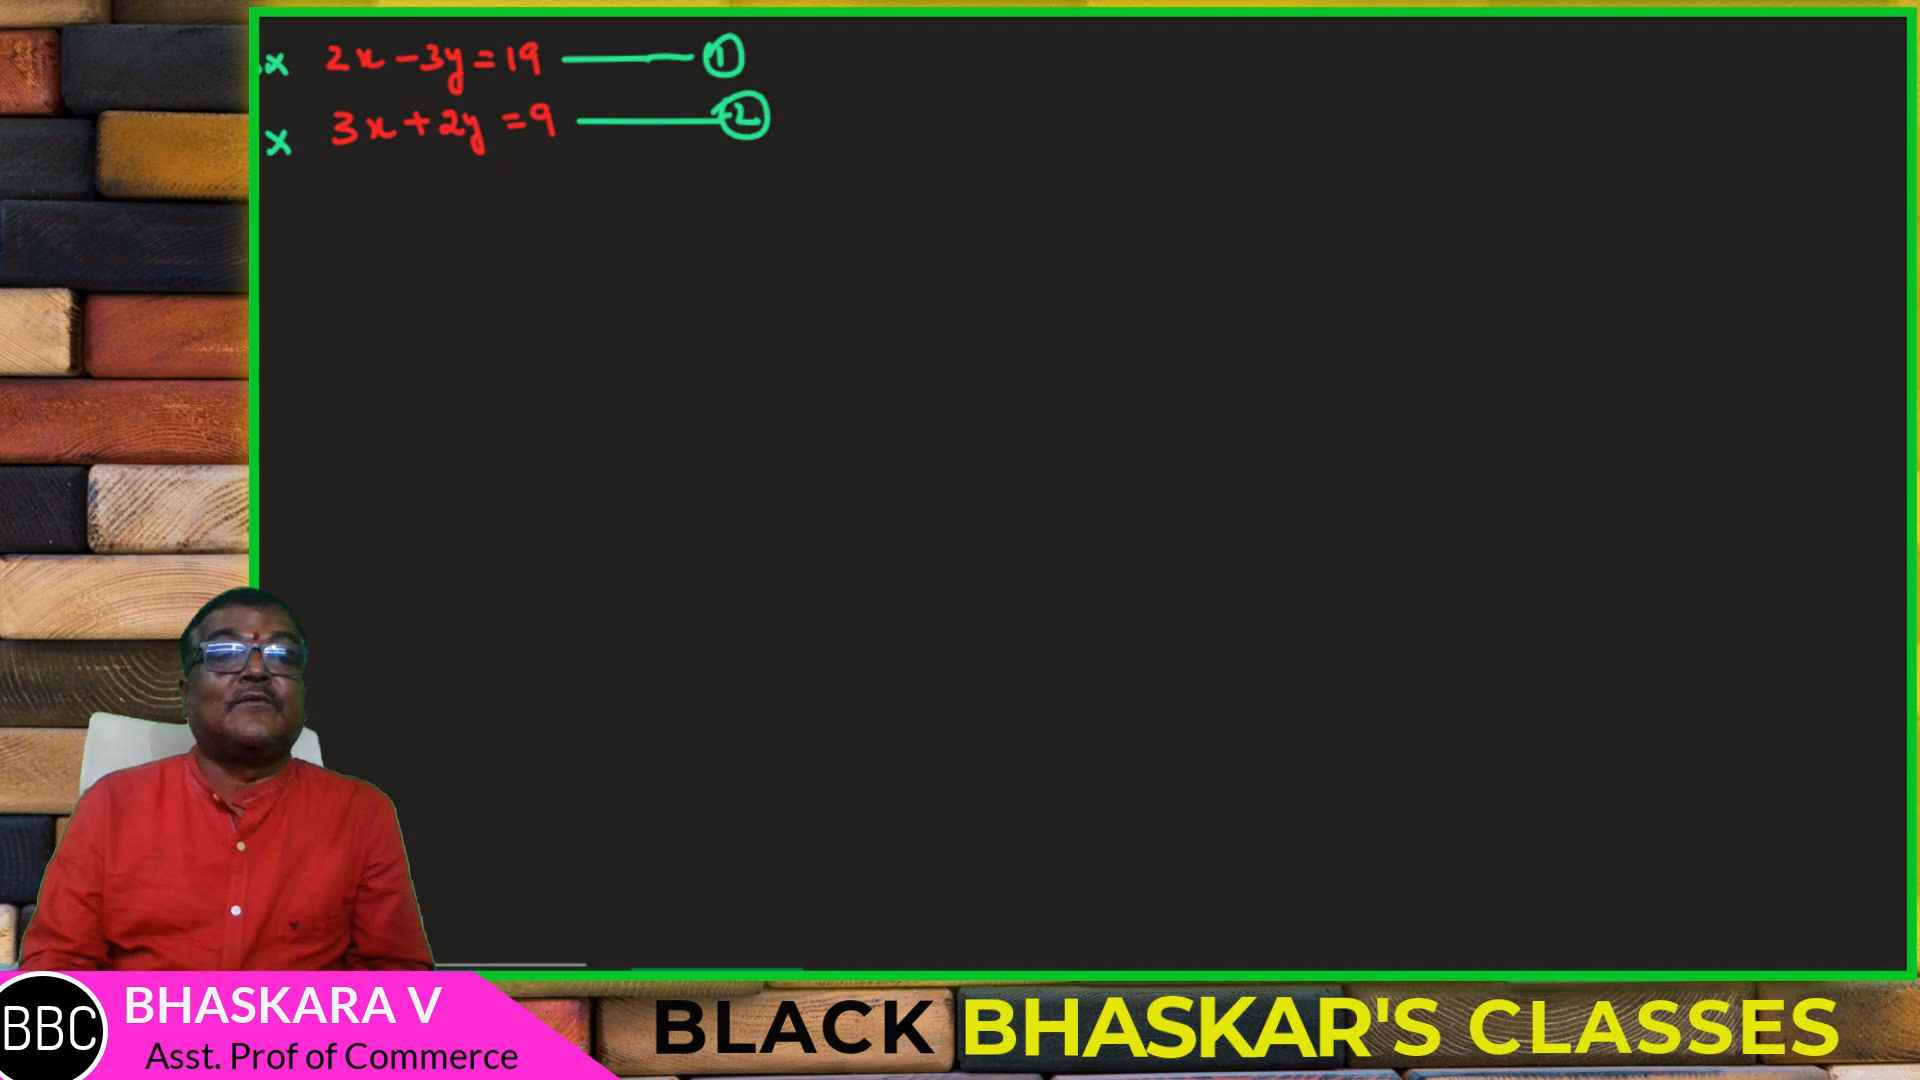 x 2x - 3y = 19 ——— ①
x 3x + 2y = 9 ——— ②
BBC
BHASKARA V
Asst. Prof of Commerce
BLACK BHASKAR'S CLASSES